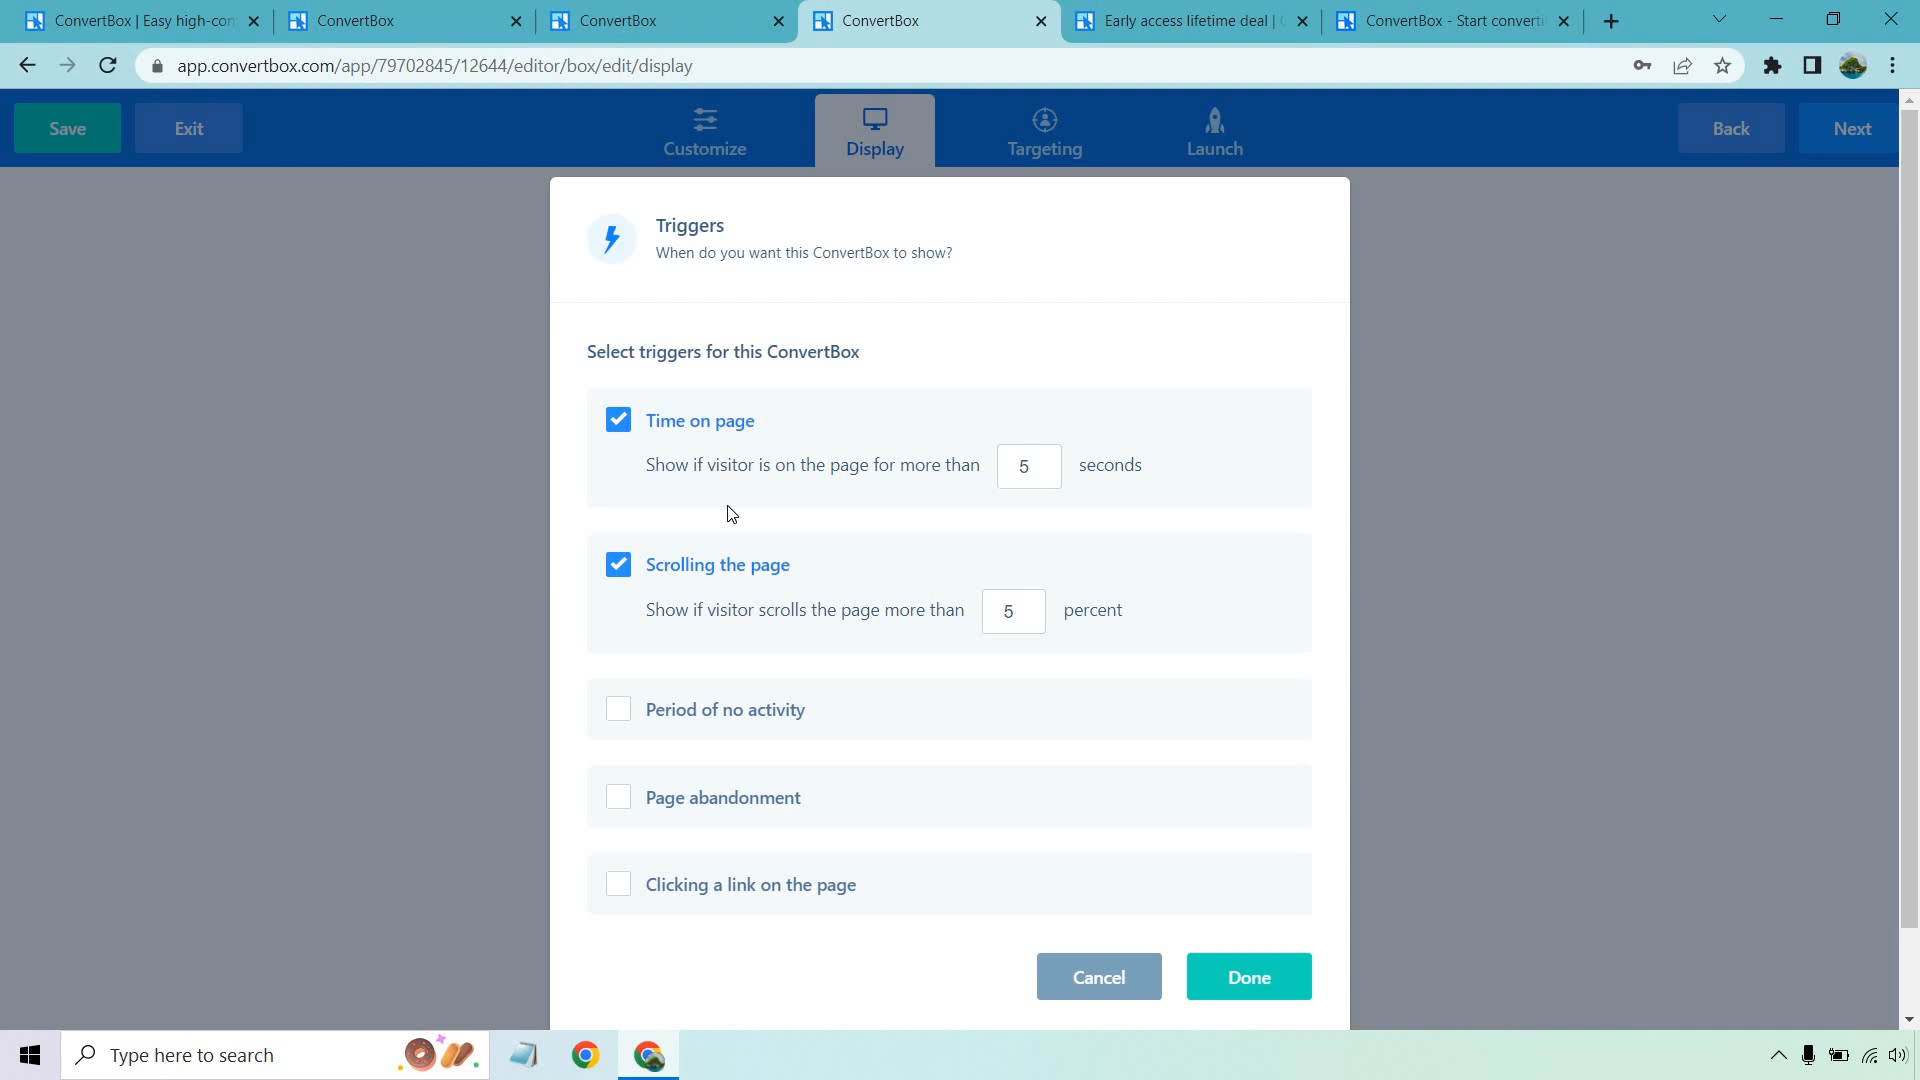 ConvertBox | Easy high-con
ConvertBox
ConvertBox
ConvertBox
Early access lifetime deal |
ConvertBox - Start converti
app.convertbox.com/app/79702845/12644/editor/box/edit/display
Save
Exit
Customize
Display
Targeting
Launch
Back
Next
Triggers
When do you want this ConvertBox to show?
Select triggers for this ConvertBox
Time on page
Show if visitor is on the page for more than 5 seconds
Scrolling the page
Show if visitor scrolls the page more than 5 percent
Period of no activity
Page abandonment
Clicking a link on the page
Cancel
Done
Type here to search